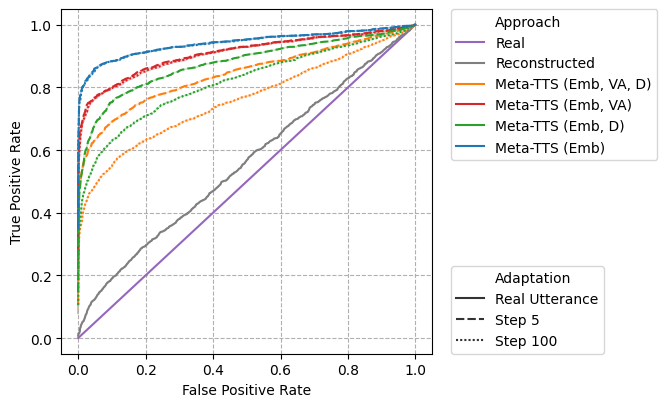 1.0
0.8
0.6
0.4
0.2
0.0
True Positive Rate
0.0 0.2 0.4 0.6 0.8 1.0
False Positive Rate
Approach
Real
Reconstructed
Meta-TTS (Emb, VA, D)
Meta-TTS (Emb, VA)
Meta-TTS (Emb, D)
Meta-TTS (Emb)
Adaptation
Real Utterance
Step 5
Step 100